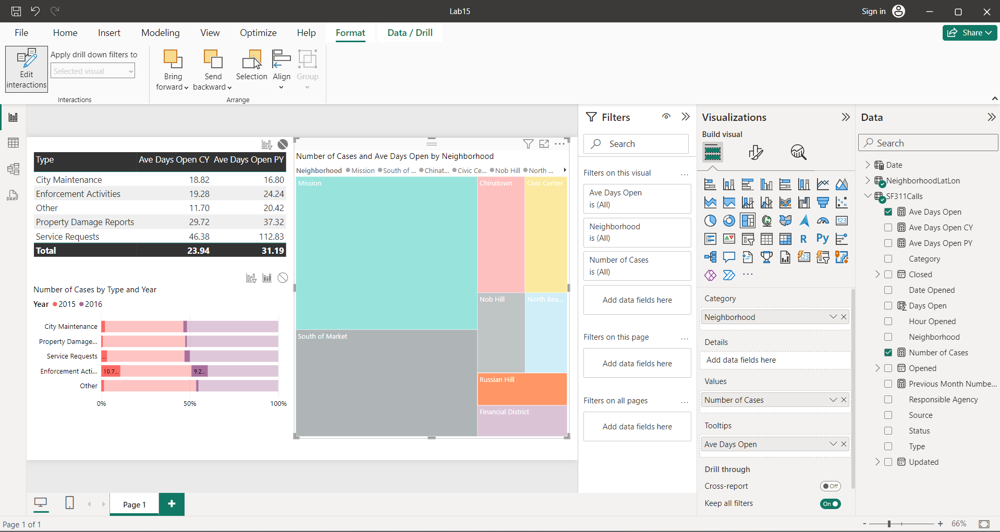 Lab15
Sign in
File
Home
Insert
Modeling
View
Optimize
Help
Format
Data / Drill
Share
Edit
interactions
Apply drill down filters to
Selected visual
Interactions
Bring
forward
Send
backward
Selection
Align
Group
Arrange
Type Ave Days Open CY Ave Days Open PY
City Maintenance 18.82 16.80
Enforcement Activities 19.28 24.24
Other 11.70 20.42
Property Damage Reports 29.72 37.32
Service Requests 46.38 112.83
Total 23.94 31.19
Number of Cases by Type and Year
Year 2015 2016
City Maintenance
Property Damage...
Service Requests ...
Enforcement Acti... 10.7... 9.2...
Other
0% 50% 100%
Number of Cases and Ave Days Open by Neighborhood
Neighborhood Mission South of ... Chinat... Civic Ce... Nob Hill North ...
Mission
Chinatown
Civic Center
Nob Hill
North Bea...
South of Market
Russian Hill
Financial District
Filters
Search
Filters on this visual ...
Ave Days Open
is (All)
Neighborhood
is (All)
Number of Cases
is (All)
Add data fields here
Filters on this page ...
Add data fields here
Filters on all pages ...
Add data fields here
Visualizations
Build visual
123
R
Py
123
...
Category
Neighborhood
Details
Add data fields here
Values
Number of Cases
Tooltips
Ave Days Open
Drill through
Cross-report Off
Keep all filters On
Data
Search
Date
NeighborhoodLatLon
SF311Calls
Ave Days Open
Ave Days Open CY
Ave Days Open PY
Category
Closed
Date Opened
Days Open
Hour Opened
Neighborhood
Number of Cases
Opened
Previous Month Numbe...
Responsible Agency
Source
Status
Type
Updated
DAX
Page 1
+
Page 1 of 1
- + 66%